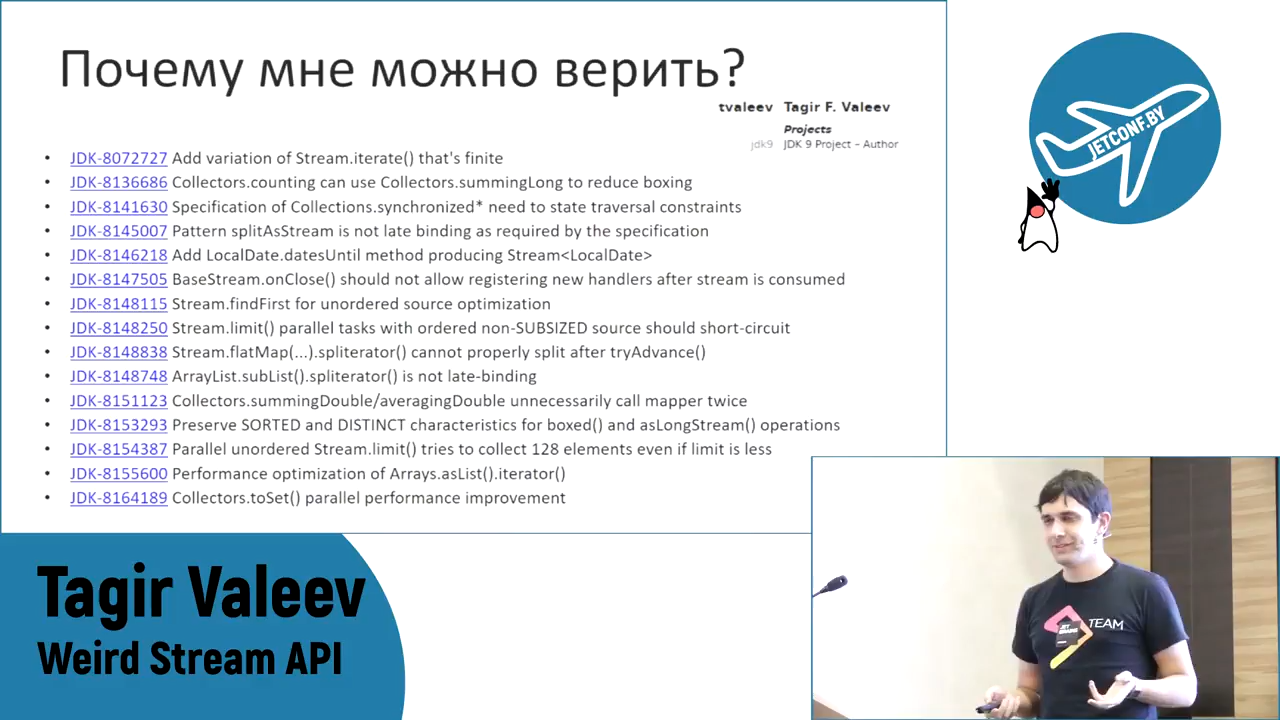 Почему мне можно верить?
tvaleev Tagir F. Valeev
Projects
jdk9 JDK 9 Project – Author
• JDK-8072727 Add variation of Stream.iterate() that's finite
• JDK-8136686 Collectors.counting can use Collectors.summingLong to reduce boxing
• JDK-8141630 Specification of Collections.synchronized* need to state traversal constraints
• JDK-8145007 Pattern splitAsStream is not late binding as required by the specification
• JDK-8146218 Add LocalDate.datesUntil method producing Stream<LocalDate>
• JDK-8147505 BaseStream.onClose() should not allow registering new handlers after stream is consumed
• JDK-8148115 Stream.findFirst for unordered source optimization
• JDK-8148250 Stream.limit() parallel tasks with ordered non-SUBSIZED source should short-circuit
• JDK-8148838 Stream.flatMap(...).spliterator() cannot properly split after tryAdvance()
• JDK-8148748 ArrayList.subList().spliterator() is not late-binding
• JDK-8151123 Collectors.summingDouble/averagingDouble unnecessarily call mapper twice
• JDK-8153293 Preserve SORTED and DISTINCT characteristics for boxed() and asLongStream() operations
• JDK-8154387 Parallel unordered Stream.limit() tries to collect 128 elements even if limit is less
• JDK-8155600 Performance optimization of Arrays.asList().iterator()
• JDK-8164189 Collectors.toSet() parallel performance improvement
JETCONF.BY
Tagir Valeev
Weird Stream API
JET
BRAINS
TEAM